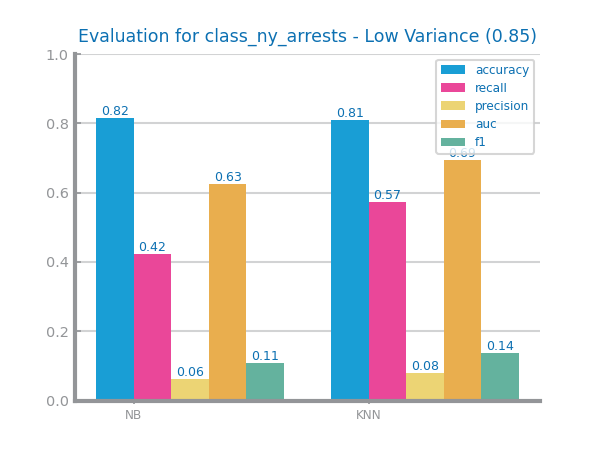 Evaluation for class_ny_arrests - Low Variance (0.85)
1.0
0.8
0.6
0.4
0.2
0.0
accuracy
recall
precision
auc
f1
0.82
0.42
0.06
0.63
0.11
0.81
0.57
0.08
0.69
0.14
NB
KNN